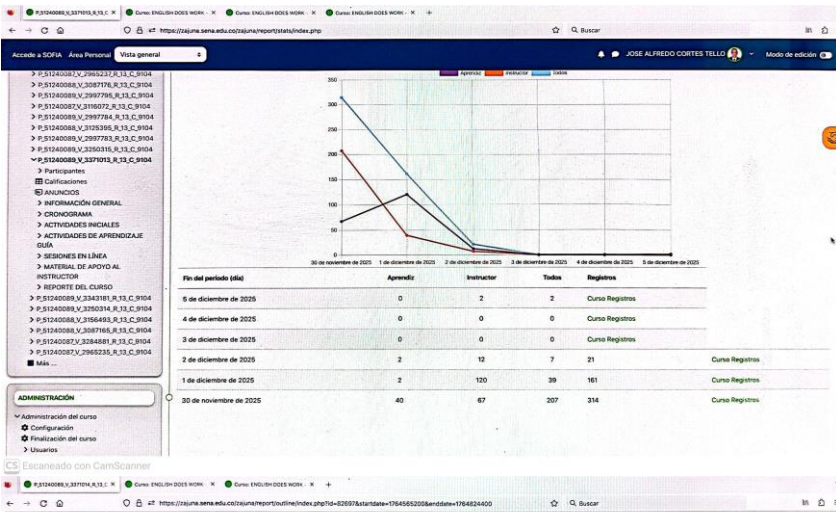 P_51240089_V_3371013_R_13_C Curso: ENGLISH DOES WORK - Curso: ENGLISH DOES WORK - Curso: ENGLISH DOES WORK -
https://zajuna.sena.edu.co/zajuna/report/stats/index.php Buscar
Accede a SOFIA Área Personal Vista general JOSE ALFREDO CORTES TELLO Modo de edición
P_51240087_V_2965237_R_13_C_9104
P_51240088_V_3087176_R_13_C_9104
P_51240089_V_2997795_R_13_C_9104
P_51240087_V_3116072_R_13_C_9104
P_51240089_V_2997784_R_13_C_9104
P_51240088_V_3125395_R_13_C_9104
P_51240089_V_2997783_R_13_C_9104
P_51240089_V_3250315_R_13_C_9104
P_51240089_V_3371013_R_13_C_9104
Participantes
Calificaciones
ANUNCIOS
INFORMACIÓN GENERAL
CRONOGRAMA
ACTIVIDADES INICIALES
ACTIVIDADES DE APRENDIZAJE
GUÍA
SESIONES EN LÍNEA
MATERIAL DE APOYO AL
INSTRUCTOR
REPORTE DEL CURSO
P_51240089_V_3343181_R_13_C_9104
P_51240089_V_3250314_R_13_C_9104
P_51240088_V_3156493_R_13_C_9104
P_51240088_V_3087165_R_13_C_9104
P_51240087_V_3284881_R_13_C_9104
P_51240087_V_2965235_R_13_C_9104
Más ...
ADMINISTRACIÓN
Administración del curso
Configuración
Finalización del curso
Usuarios
Aprendiz Instructor Todos
350
300
250
200
150
100
50
0
30 de noviembre de 2025 1 de diciembre de 2025 2 de diciembre de 2025 3 de diciembre de 2025 4 de diciembre de 2025 5 de diciembre de 2025
Fin del periodo (día) Aprendiz Instructor Todos Registros
5 de diciembre de 2025 0 2 2 Curso Registros
4 de diciembre de 2025 0 0 0 Curso Registros
3 de diciembre de 2025 0 0 0 Curso Registros
2 de diciembre de 2025 2 12 7 21 Curso Registros
1 de diciembre de 2025 2 120 39 161 Curso Registros
30 de noviembre de 2025 40 67 207 314 Curso Registros
CS Escaneado con CamScanner
P_51240089_V_3371014_R_13_C Curso: ENGLISH DOES WORK - Curso: ENGLISH DOES WORK -
https://zajuna.sena.edu.co/zajuna/report/outline/index.php?id=82697&startdate=1764565200&enddate=1764824400 Buscar